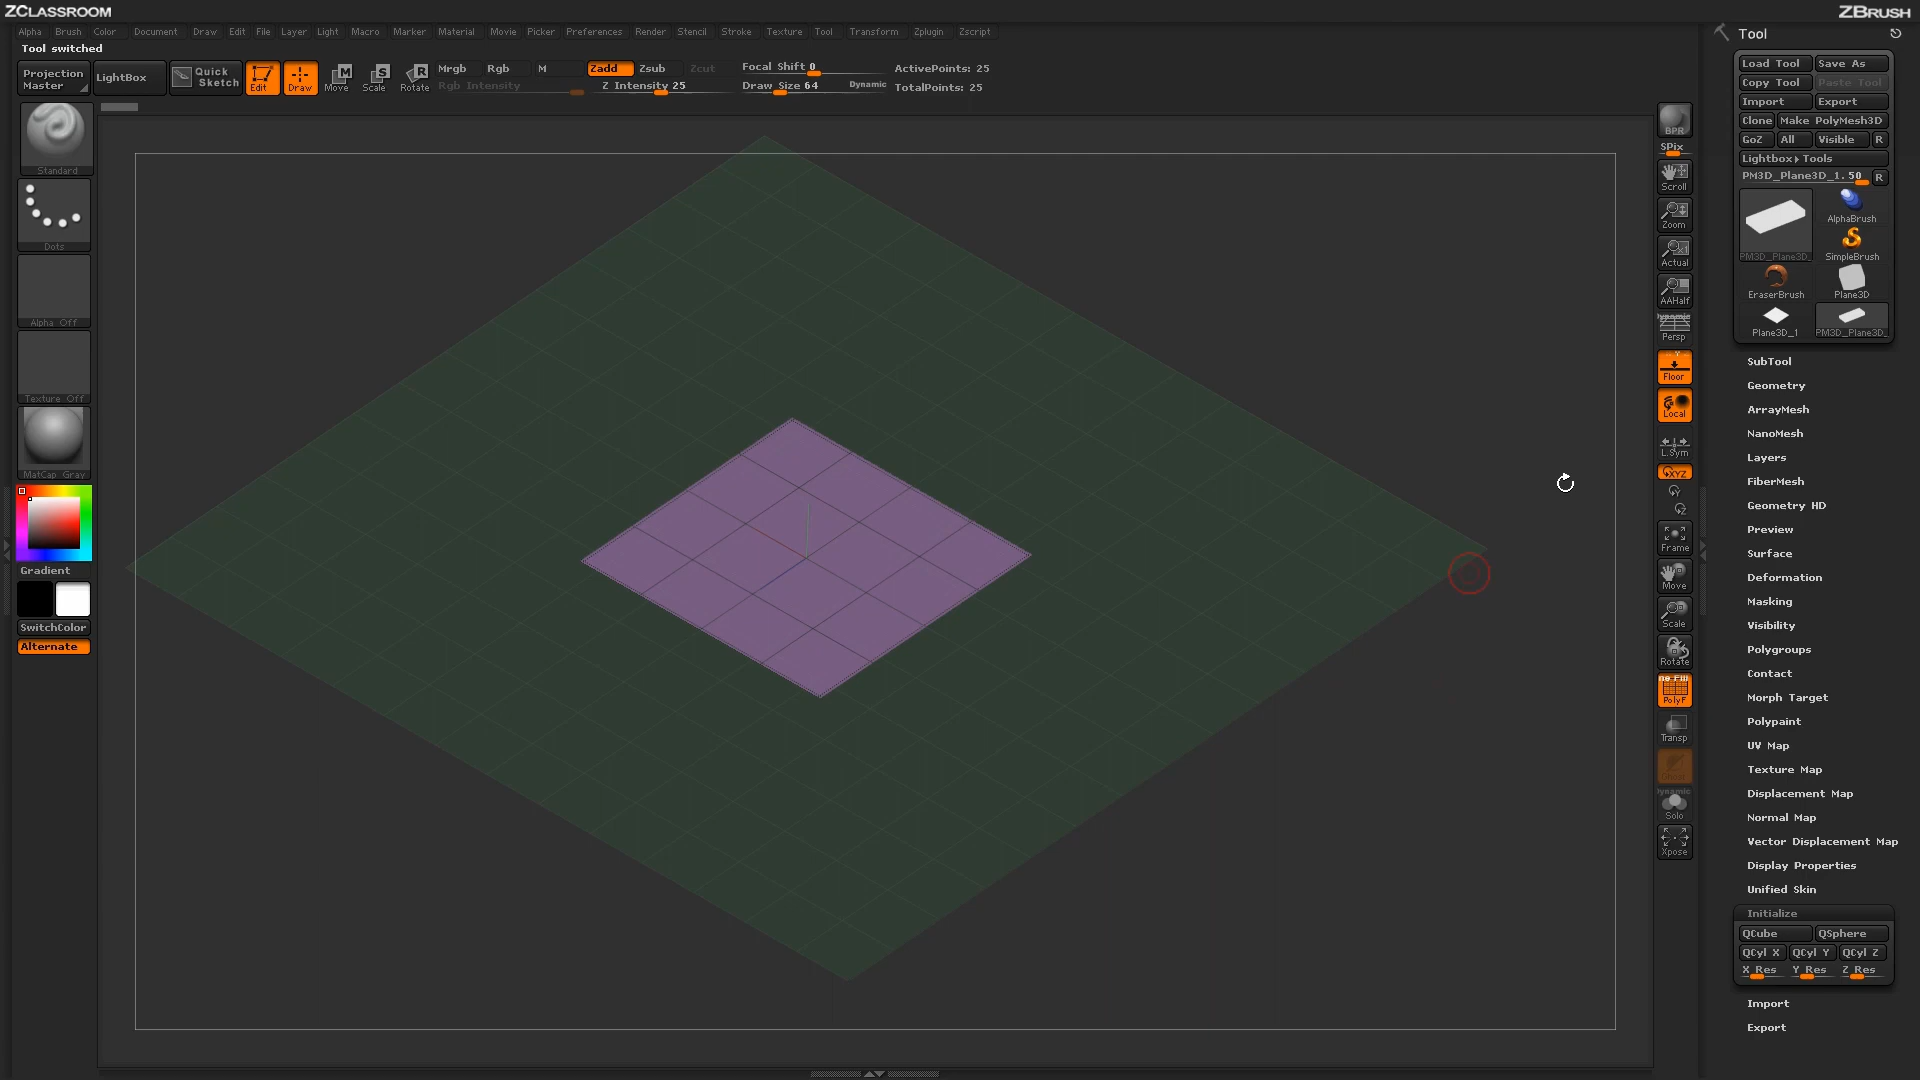 ZCLASSROOM
ZBRUSH
Alpha Brush Color Document Draw Edit File Layer Light Macro Marker Material Movie Picker Preferences Render Stencil Stroke Texture Tool Transform Zplugin Zscript
Tool switched
Projection Master
LightBox
Quick Sketch
Edit
Draw
Move
Scale
Rotate
Mrgb Rgb M
Rgb Intensity
Zadd Zsub Zcut
Z Intensity 25
Focal Shift 0
Draw Size 64
Dynamic
ActivePoints: 25
TotalPoints: 25
Standard
Dots
Alpha Off
Texture Off
MatCap Gray
Gradient
SwitchColor
Alternate
BPR
SPix
Scroll
Zoom
Actual
AAHalf
Dynamic
Persp
Floor
Local
L.Sym
XYZ
Y
Z
Frame
Move
Scale
Rotate
ne Fill
PolyF
Transp
Ghost
Dynamic
Solo
Xpose
Tool
Load Tool Save As
Copy Tool Paste Tool
Import Export
Clone Make PolyMesh3D
GoZ All Visible R
Lightbox▸Tools
PM3D_Plane3D_1. 50 R
PM3D_Plane3D_
AlphaBrush
SimpleBrush
EraserBrush Plane3D
Plane3D_1 PM3D_Plane3D_
SubTool
Geometry
ArrayMesh
NanoMesh
Layers
FiberMesh
Geometry HD
Preview
Surface
Deformation
Masking
Visibility
Polygroups
Contact
Morph Target
Polypaint
UV Map
Texture Map
Displacement Map
Normal Map
Vector Displacement Map
Display Properties
Unified Skin
Initialize
QCube QSphere
QCyl X QCyl Y QCyl Z
X Res Y Res Z Res
Import
Export